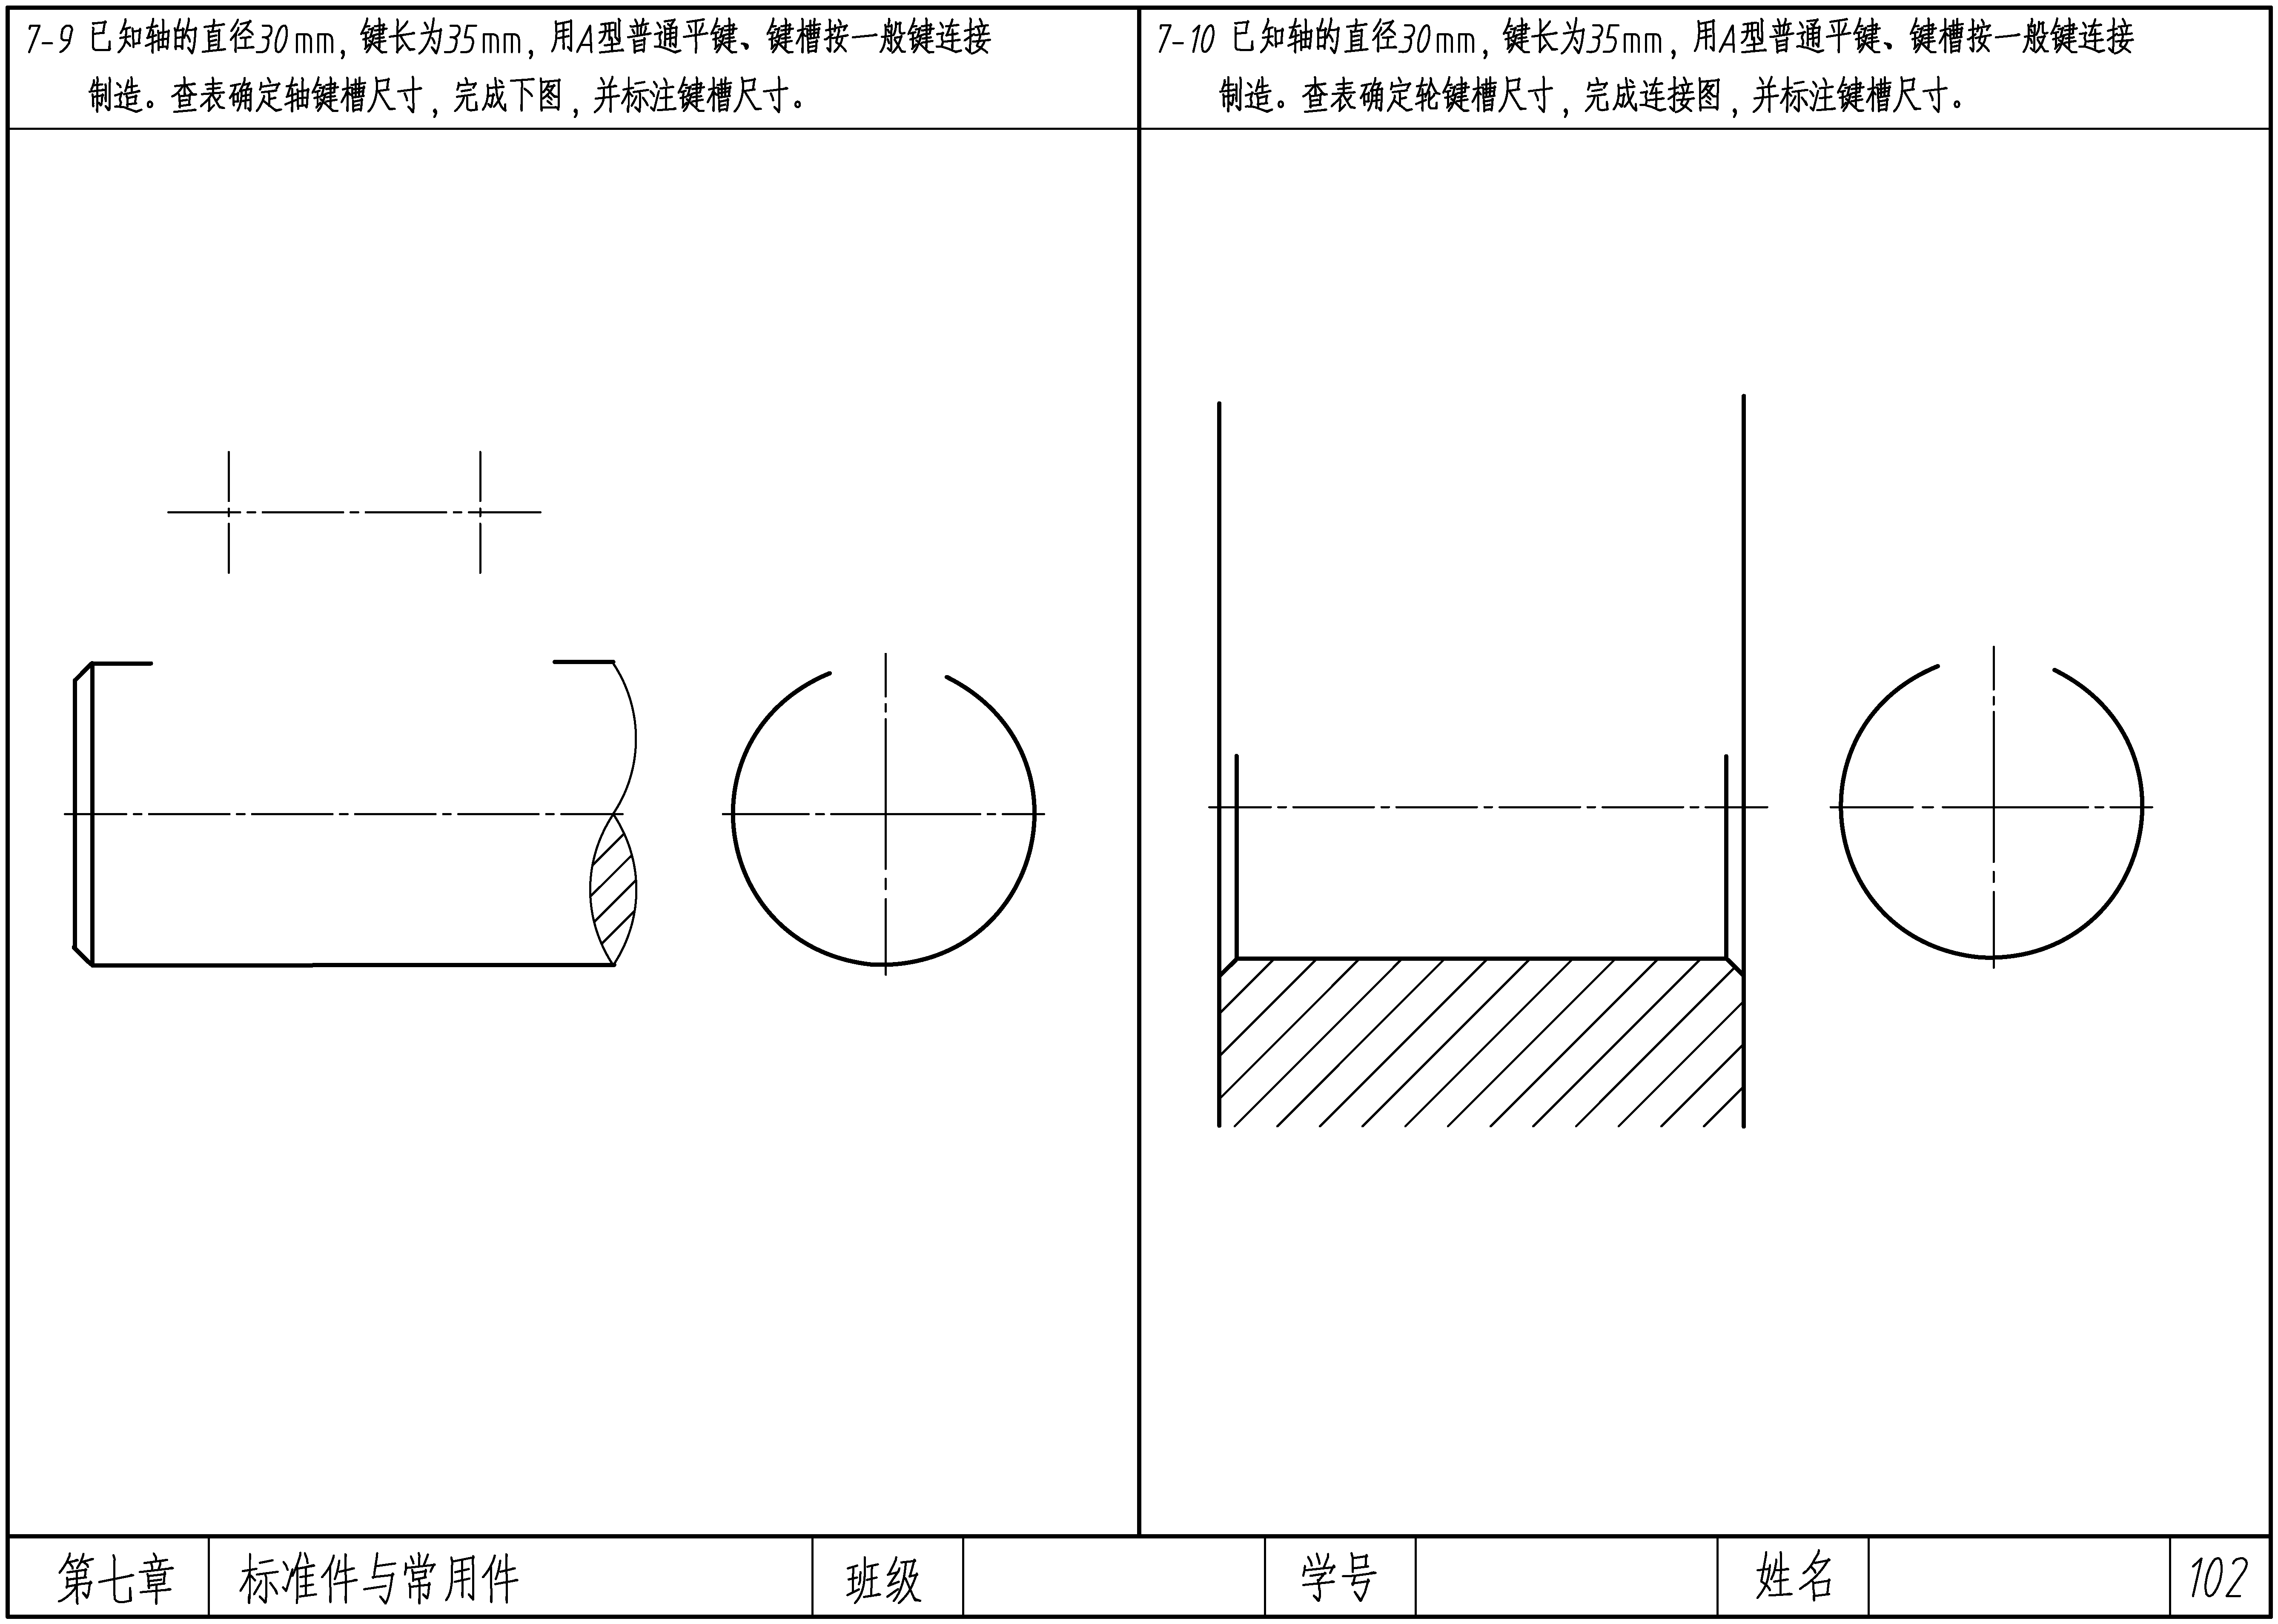 7-9 已知轴的直径30mm，键长为35mm，用A型普通平键、键槽按一般键连接
制造。查表确定轴键槽尺寸，完成下图，并标注键槽尺寸。
7-10 已知轴的直径30mm，键长为35mm，用A型普通平键、键槽按一般键连接
制造。查表确定轮键槽尺寸，完成连接图，并标注键槽尺寸。
第七章 标准件与常用件 班级 学号 姓名 102